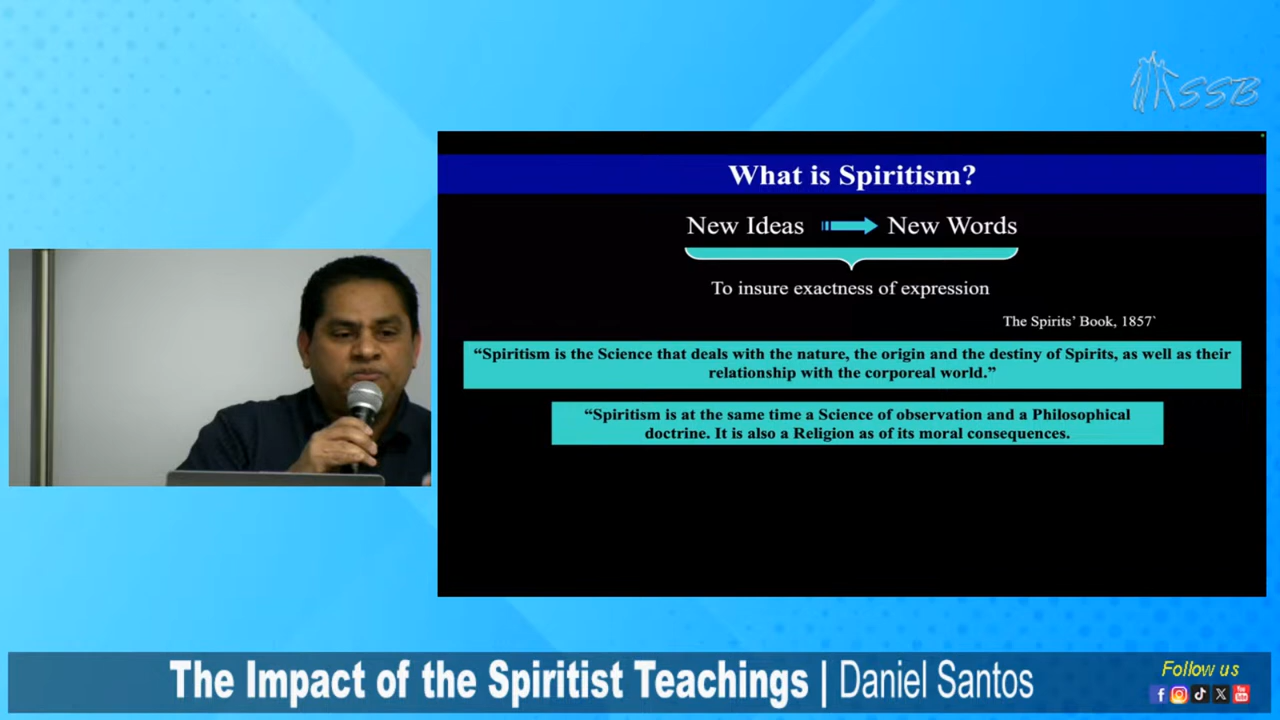 SSB
What is Spiritism?
New Ideas New Words
To insure exactness of expression
The Spirits’ Book, 1857`
“Spiritism is the Science that deals with the nature, the origin and the destiny of Spirits, as well as their
relationship with the corporeal world.”
“Spiritism is at the same time a Science of observation and a Philosophical
doctrine. It is also a Religion as of its moral consequences.
The Impact of the Spiritist Teachings | Daniel Santos
Follow us
You
Tube